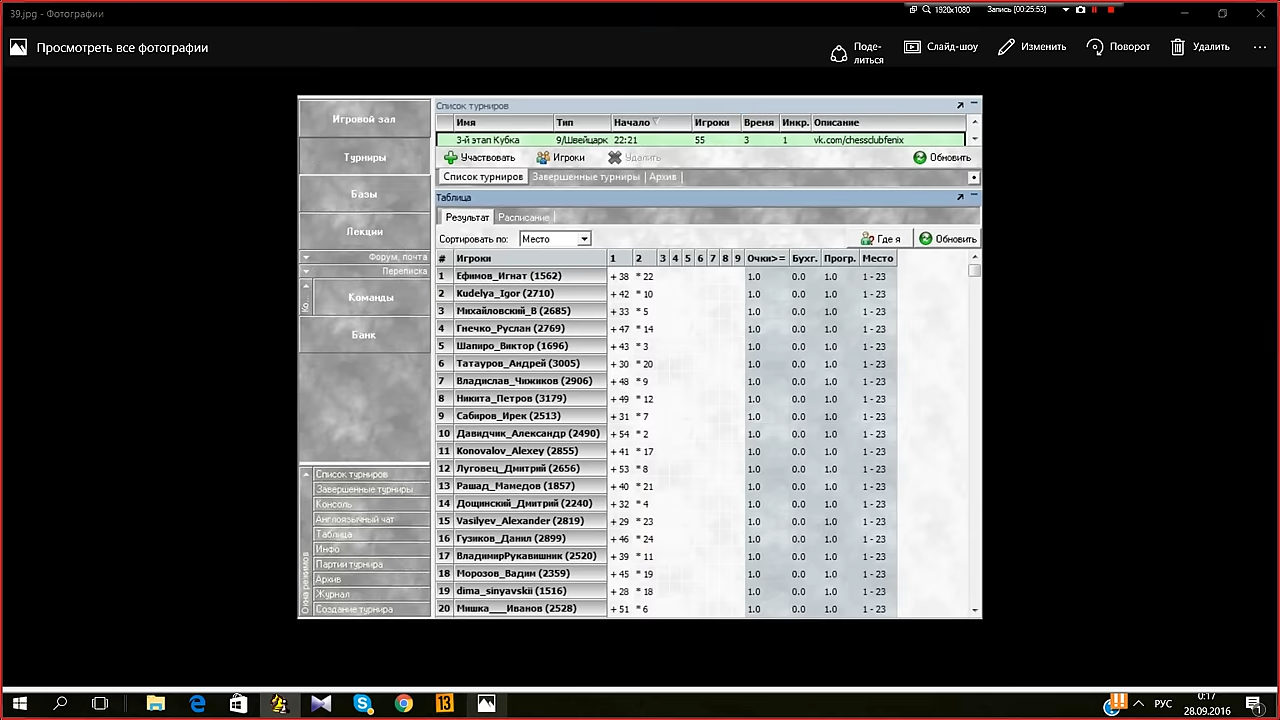 39.jpg - Фотографии
1920x1080 Запись [00:25:53]
Просмотреть все фотографии
Поде-
литься
Слайд-шоу
Изменить
Поворот
Удалить
Игровой зал
Турниры
Базы
Лекции
Форум, почта
Переписка
Ко...
Команды
Банк
Окна режимов
Список турниров
Завершенные турниры
Консоль
Англоязычный чат
Таблица
Инфо
Партии турнира
Архив
Журнал
Создание турнира
Список турниров
Имя Тип Начало Игроки Время Инкр. Описание
3-й этап Кубка 9/Швейцарк 22:21 55 3 1 vk.com/chessclubfenix
Участвовать Игроки Удалить Обновить
Список турниров Завершенные турниры Архив
Таблица
Результат Расписание
Сортировать по: Место Где я Обновить
# Игроки 1 2 3 4 5 6 7 8 9 Очки>= Бухг. Прогр. Место
1 Ефимов_Игнат (1562) + 38 * 22 1.0 0.0 1.0 1 - 23
2 Kudelya_Igor (2710) + 42 * 10 1.0 0.0 1.0 1 - 23
3 Михайловский_В (2685) + 33 * 5 1.0 0.0 1.0 1 - 23
4 Гнечко_Руслан (2769) + 47 * 14 1.0 0.0 1.0 1 - 23
5 Шапиро_Виктор (1696) + 43 * 3 1.0 0.0 1.0 1 - 23
6 Татауров_Андрей (3005) + 30 * 20 1.0 0.0 1.0 1 - 23
7 Владислав_Чижиков (2906) + 48 * 9 1.0 0.0 1.0 1 - 23
8 Никита_Петров (3179) + 49 * 12 1.0 0.0 1.0 1 - 23
9 Сабиров_Ирек (2513) + 31 * 7 1.0 0.0 1.0 1 - 23
10 Давидчик_Александр (2490) + 54 * 2 1.0 0.0 1.0 1 - 23
11 Konovalov_Alexey (2855) + 41 * 17 1.0 0.0 1.0 1 - 23
12 Луговец_Дмитрий (2656) + 53 * 8 1.0 0.0 1.0 1 - 23
13 Рашад_Мамедов (1857) + 40 * 21 1.0 0.0 1.0 1 - 23
14 Дощинский_Дмитрий (2240) + 32 * 4 1.0 0.0 1.0 1 - 23
15 Vasilyev_Alexander (2819) + 29 * 23 1.0 0.0 1.0 1 - 23
16 Гузиков_Данил (2899) + 46 * 24 1.0 0.0 1.0 1 - 23
17 ВладимирРукавишник (2520) + 39 * 11 1.0 0.0 1.0 1 - 23
18 Морозов_Вадим (2359) + 45 * 19 1.0 0.0 1.0 1 - 23
19 dima_sinyavskii (1516) + 28 * 18 1.0 0.0 1.0 1 - 23
20 Мишка___Иванов (2528) + 51 * 6 1.0 0.0 1.0 1 - 23
13
РУС
0:17
28.09.2016
1